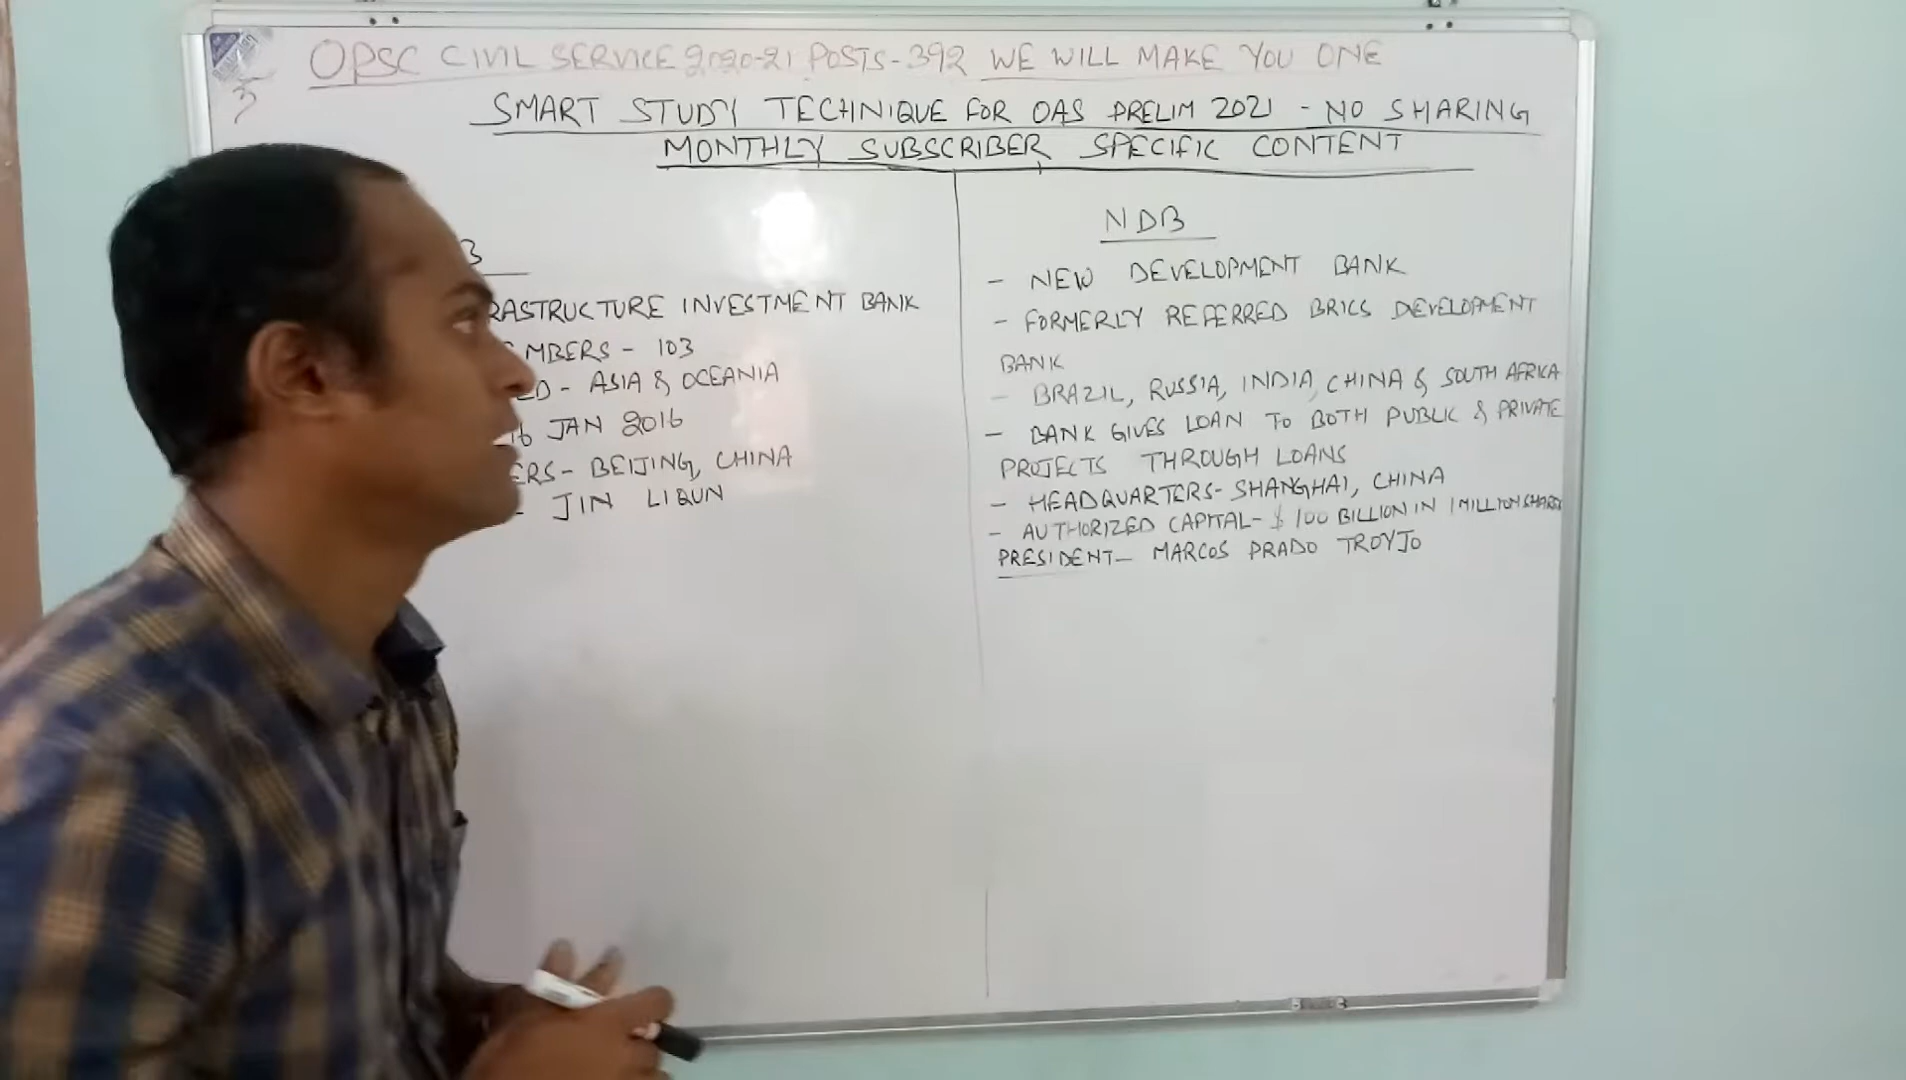 OPSC CIVIL SERVICE 2020-21 POSTS-392 WE WILL MAKE YOU ONE
SMART STUDY TECHNIQUE FOR OAS PRELIM 2021 - NO SHARING
MONTHLY SUBSCRIBER SPECIFIC CONTENT
B
RASTRUCTURE INVESTMENT BANK
MBERS - 103
ED - ASIA & OCEANIA
16 JAN 2016
ERS - BEIJING, CHINA
- JIN LIQUN
NDB
- NEW DEVELOPMENT BANK
- FORMERLY REFERRED BRICS DEVELOPMENT
BANK
- BRAZIL, RUSSIA, INDIA, CHINA & SOUTH AFRIKA
- BANK GIVES LOAN TO BOTH PUBLIC & PRIVATE
PROJECTS THROUGH LOANS
- HEADQUARTERS- SHANGHAI, CHINA
- AUTHORIZED CAPITAL- $ 100 BILLION IN 1 MILLION SHARES
PRESIDENT- MARCOS PRADO TROYJO